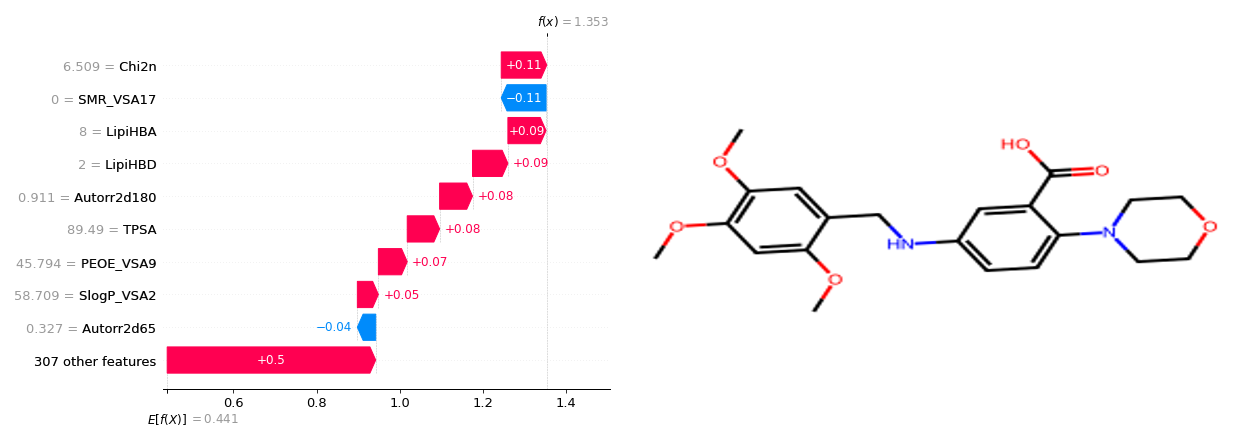 f(x) = 1.353
6.509 = Chi2n
+0.11
0 = SMR_VSA17
−0.11
8 = LipiHBA
+0.09
2 = LipiHBD
+0.09
0.911 = Autorr2d180
+0.08
89.49 = TPSA
+0.08
45.794 = PEOE_VSA9
+0.07
58.709 = SlogP_VSA2
+0.05
0.327 = Autorr2d65
−0.04
307 other features
+0.5
0.6 0.8 1.0 1.2 1.4
E[f(X)] = 0.441
HO
O
O
O
O
HN
N
O